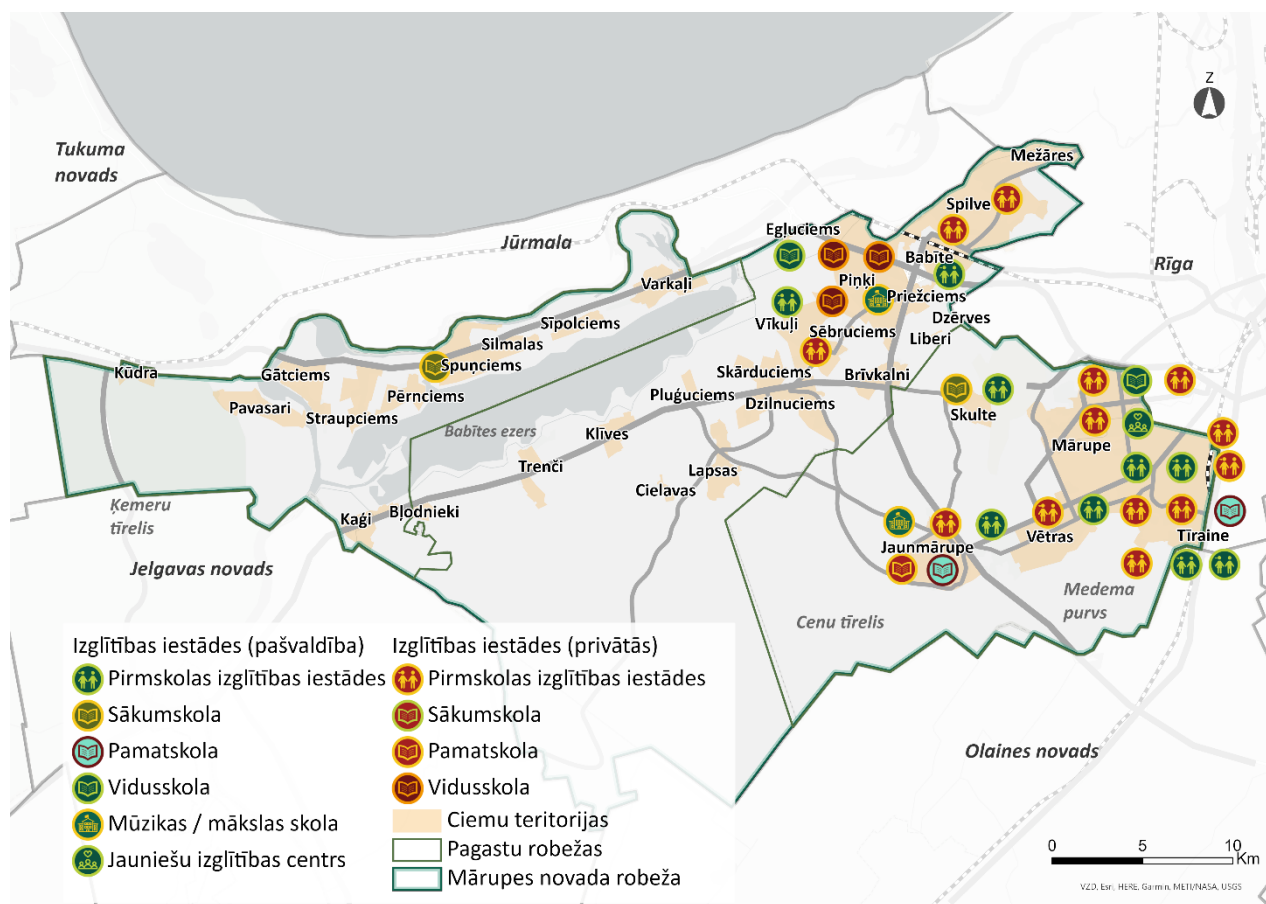 Z
Tukuma
novads
Mežāres
Spilve
Jūrmala
Egļuciems
Babīte
Rīga
Piņķi
Priežciems
Varkaļi
Vīkuļi
Dzērves
Sīpolciems
Sēbruciems
Liberi
Silmalas
Spuņciems
Kūdra
Gātciems
Skārduciems
Brīvkalni
Pērnciems
Pļuģuciems
Dzilnuciems
Pavasari
Straupciems
Skulte
Babītes ezers
Klīves
Mārupe
Trenči
Lapsas
Cielavas
Ķemeru
tīrelis
Kaģi
Bļodnieki
Vētras
Tīraine
Jaunmārupe
Jelgavas novads
Medema
purvs
Cenu tīrelis
Izglītības iestādes (pašvaldība)
Pirmskolas izglītības iestādes
Sākumskola
Pamatskola
Vidusskola
Mūzikas / mākslas skola
Jauniešu izglītības centrs
Izglītības iestādes (privātās)
Pirmskolas izglītības iestādes
Sākumskola
Pamatskola
Vidusskola
Ciemu teritorijas
Pagastu robežas
Mārupes novada robeža
Olaines novads
0 5 10
Km
VZD, Esri, HERE, Garmin, METI/NASA, USGS